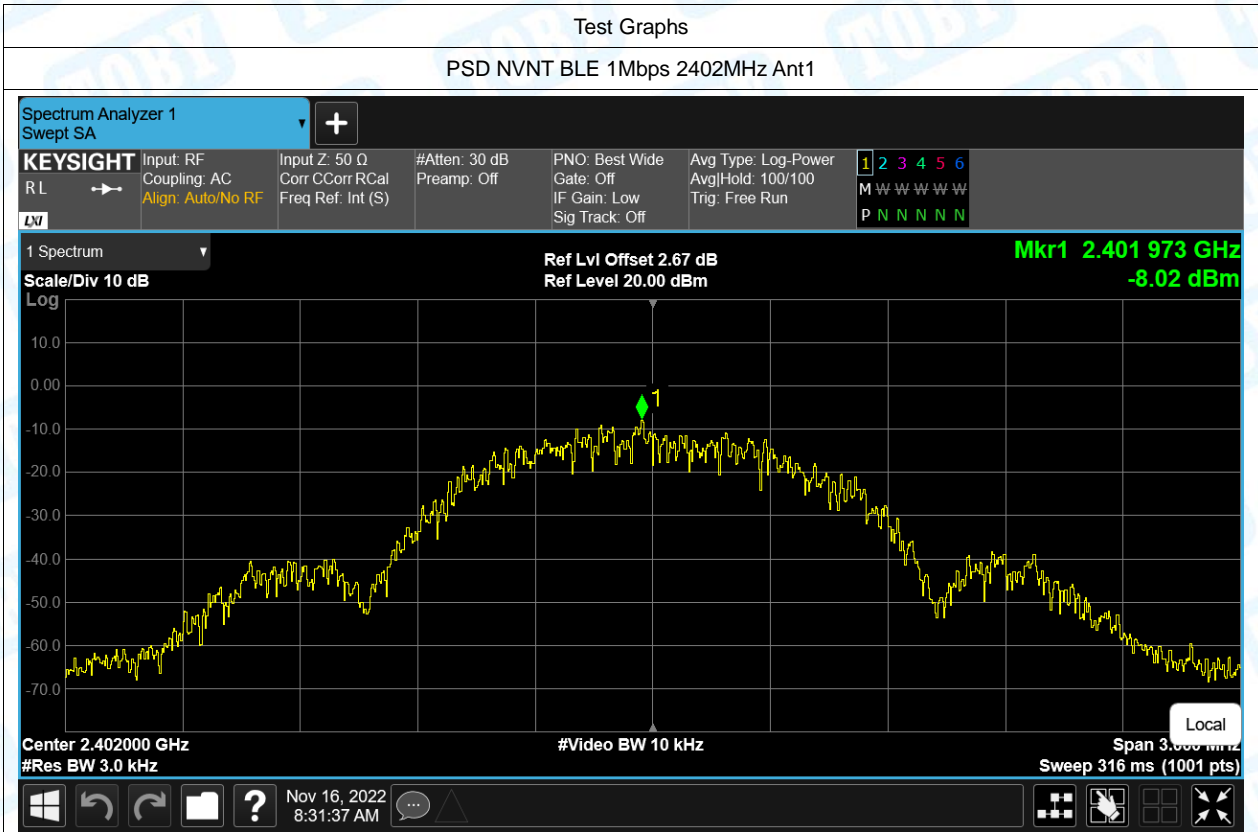 Test Graphs
PSD NVNT BLE 1Mbps 2402MHz Ant1
Spectrum Analyzer 1
Swept SA
KEYSIGHT
R L
LXI
Input: RF
Coupling: AC
Align: Auto/No RF
Input Z: 50 Ω
Corr CCorr RCal
Freq Ref: Int (S)
#Atten: 30 dB
Preamp: Off
PNO: Best Wide
Gate: Off
IF Gain: Low
Sig Track: Off
Avg Type: Log-Power
Avg|Hold: 100/100
Trig: Free Run
1 2 3 4 5 6
M W W W W W
P N N N N N
1 Spectrum
Scale/Div 10 dB
Ref Lvl Offset 2.67 dB
Ref Level 20.00 dBm
Mkr1 2.401 973 GHz
-8.02 dBm
Log
10.0
0.00
-10.0
-20.0
-30.0
-40.0
-50.0
-60.0
-70.0
1
Local
Center 2.402000 GHz
#Video BW 10 kHz
Span
#Res BW 3.0 kHz
Sweep 316 ms (1001 pts)
?
Nov 16, 2022
8:31:37 AM
TOBY